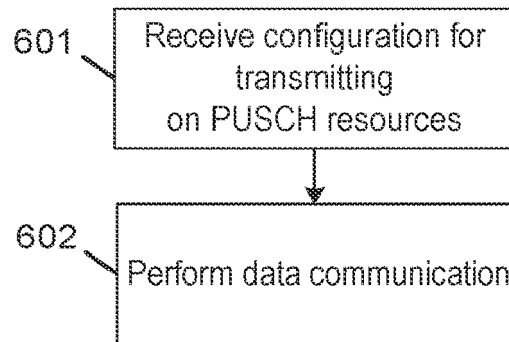 601
Receive configuration for
transmitting
on PUSCH resources
602
Perform data communication